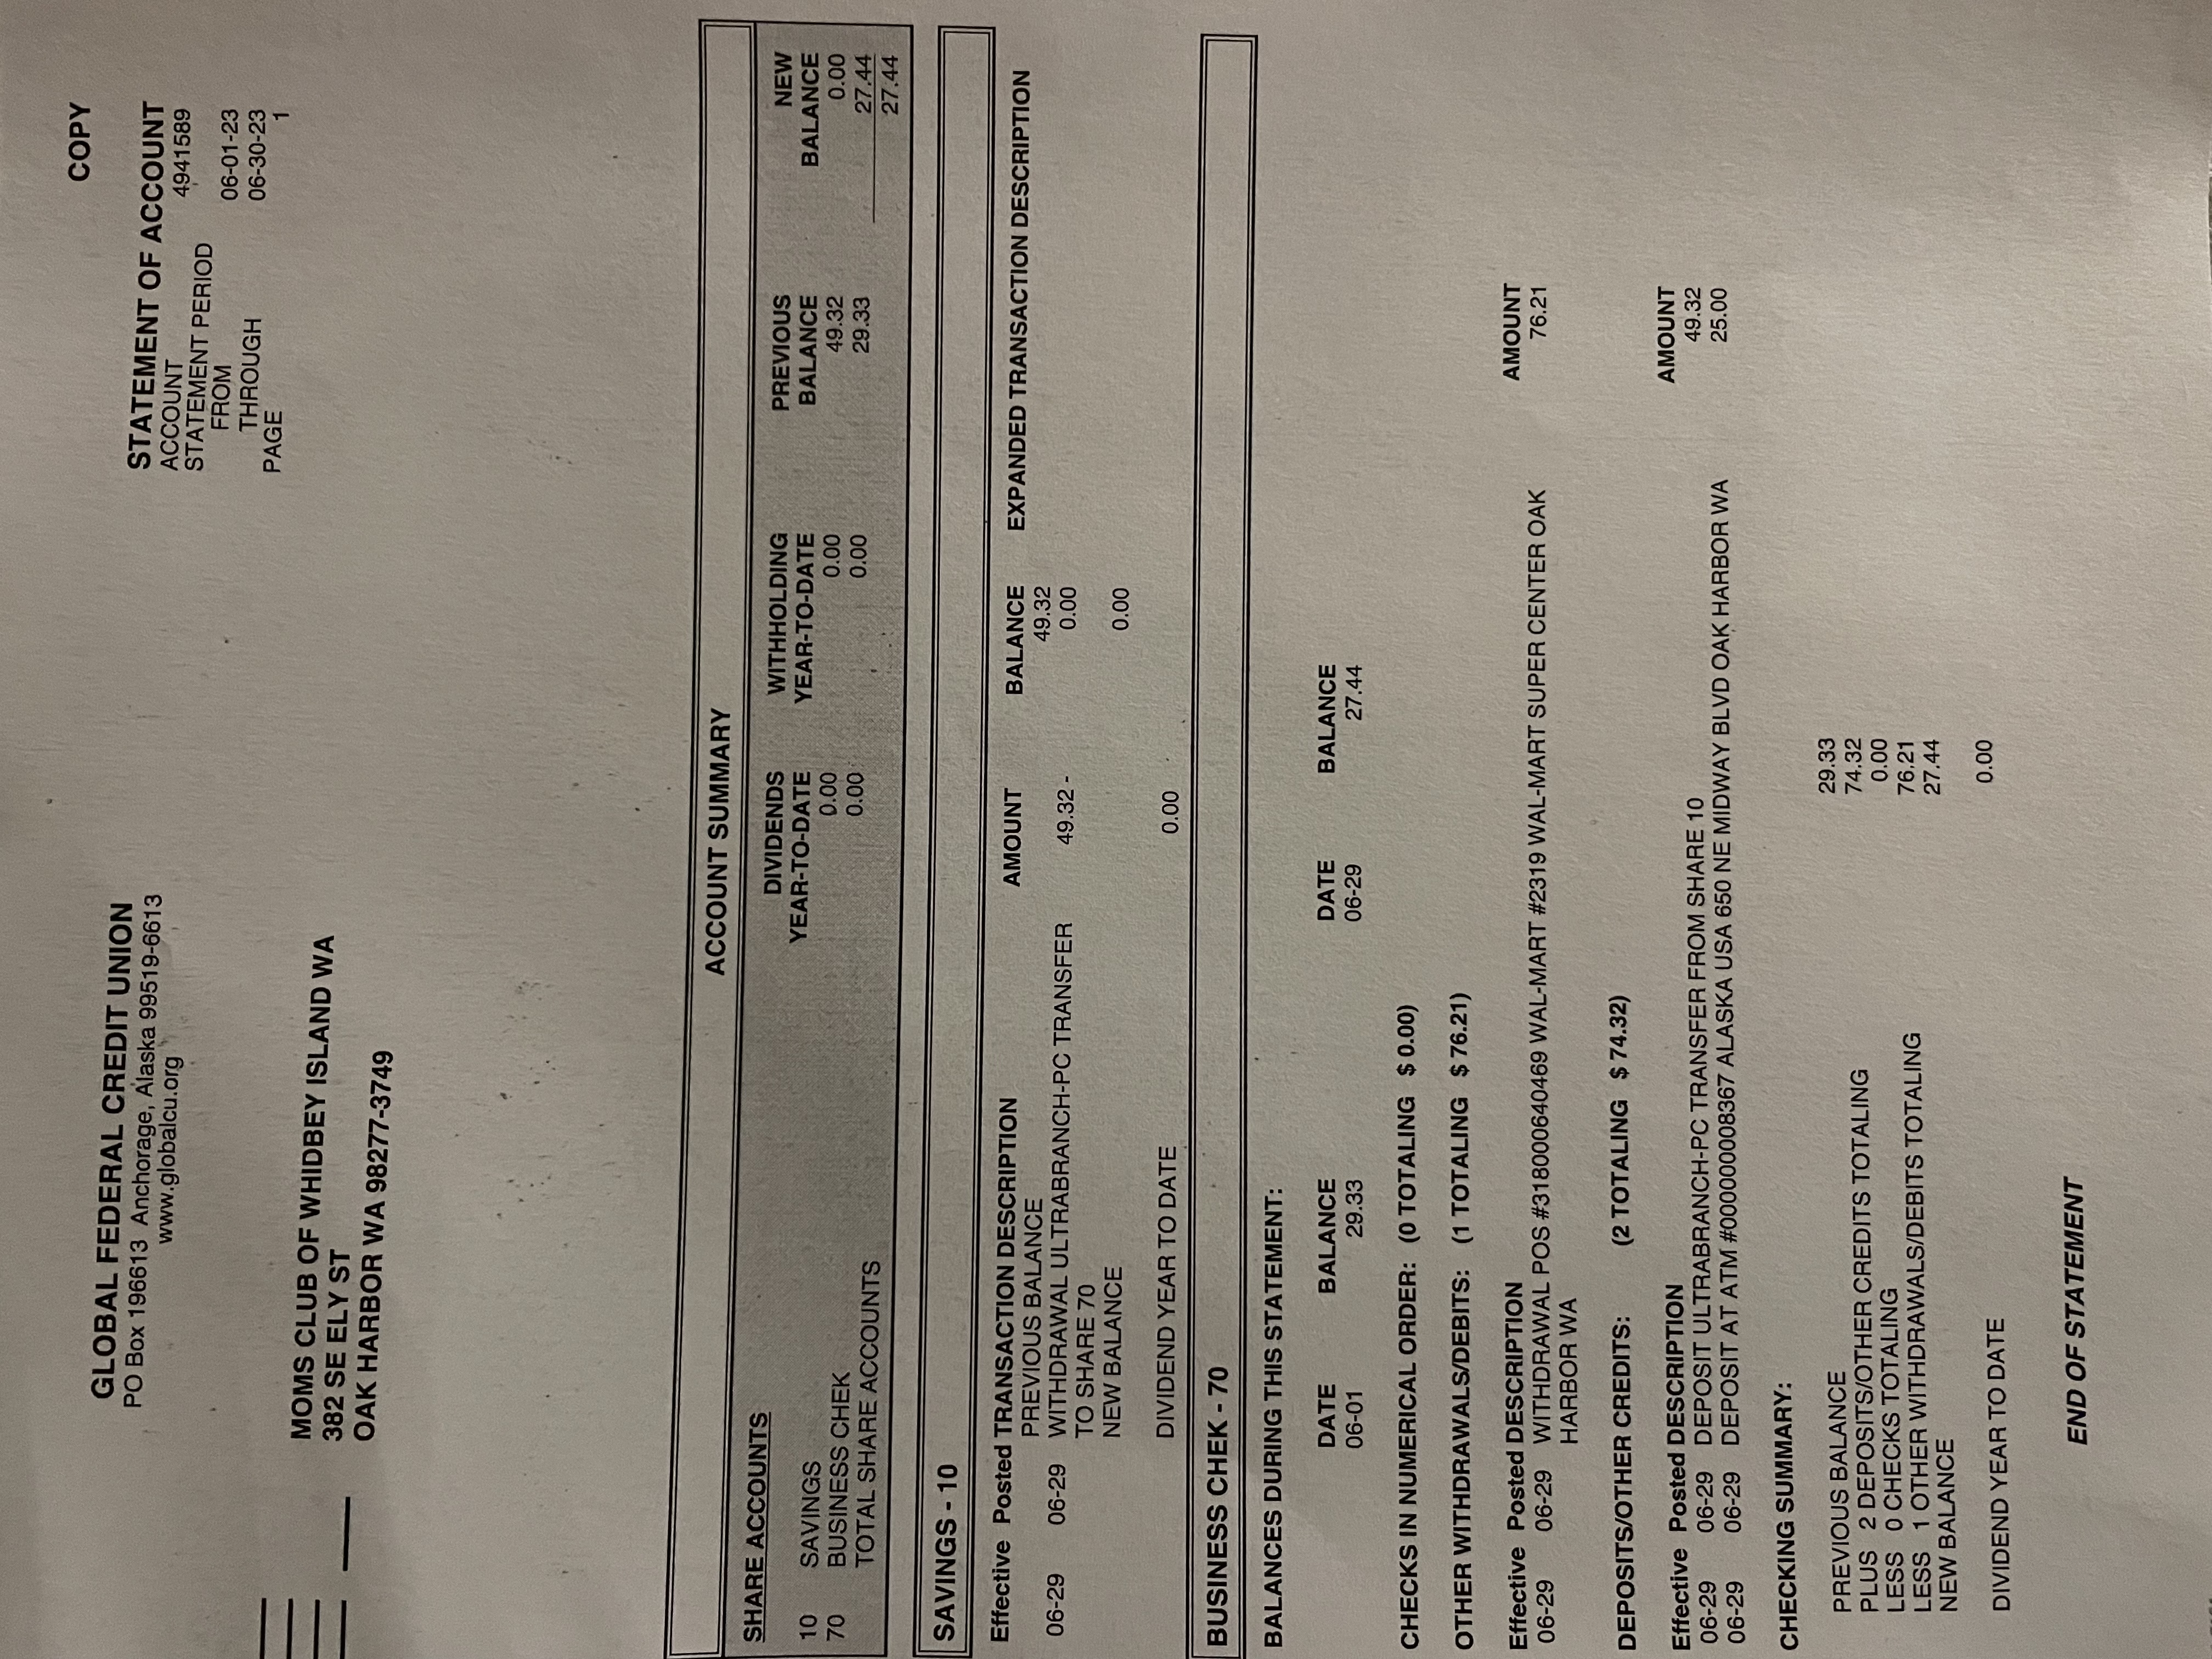 COPY
GLOBAL FEDERAL CREDIT UNION
PO Box 196613 Anchorage, Alaska 99519-6613
www.globalcu.org
STATEMENT OF ACCOUNT
ACCOUNT 4941589
STATEMENT PERIOD
FROM 06-01-23
THROUGH 06-30-23
PAGE 1
MOMS CLUB OF WHIDBEY ISLAND WA
382 SE ELY ST
OAK HARBOR WA 98277-3749
ACCOUNT SUMMARY
SHARE ACCOUNTS
DIVIDENDS WITHHOLDING PREVIOUS NEW
YEAR-TO-DATE YEAR-TO-DATE BALANCE BALANCE
10 SAVINGS 0.00 0.00 49.32 0.00
70 BUSINESS CHEK 0.00 0.00 29.33 27.44
TOTAL SHARE ACCOUNTS 27.44
SAVINGS - 10
Effective Posted TRANSACTION DESCRIPTION AMOUNT BALANCE EXPANDED TRANSACTION DESCRIPTION
PREVIOUS BALANCE 49.32
06-29 06-29 WITHDRAWAL ULTRABRANCH-PC TRANSFER 49.32 - 0.00
TO SHARE 70
NEW BALANCE 0.00
DIVIDEND YEAR TO DATE 0.00
BUSINESS CHEK - 70
BALANCES DURING THIS STATEMENT:
DATE BALANCE DATE BALANCE
06-01 29.33 06-29 27.44
CHECKS IN NUMERICAL ORDER: (0 TOTALING $ 0.00)
OTHER WITHDRAWALS/DEBITS: (1 TOTALING $ 76.21)
Effective Posted DESCRIPTION AMOUNT
06-29 06-29 WITHDRAWAL POS #318000640469 WAL-MART #2319 WAL-MART SUPER CENTER OAK 76.21
HARBOR WA
DEPOSITS/OTHER CREDITS: (2 TOTALING $ 74.32)
Effective Posted DESCRIPTION AMOUNT
06-29 06-29 DEPOSIT ULTRABRANCH-PC TRANSFER FROM SHARE 10 49.32
06-29 06-29 DEPOSIT AT ATM #000000008367 ALASKA USA 650 NE MIDWAY BLVD OAK HARBOR WA 25.00
CHECKING SUMMARY:
PREVIOUS BALANCE 29.33
PLUS 2 DEPOSITS/OTHER CREDITS TOTALING 74.32
LESS 0 CHECKS TOTALING 0.00
LESS 1 OTHER WITHDRAWALS/DEBITS TOTALING 76.21
NEW BALANCE 27.44
DIVIDEND YEAR TO DATE 0.00
END OF STATEMENT